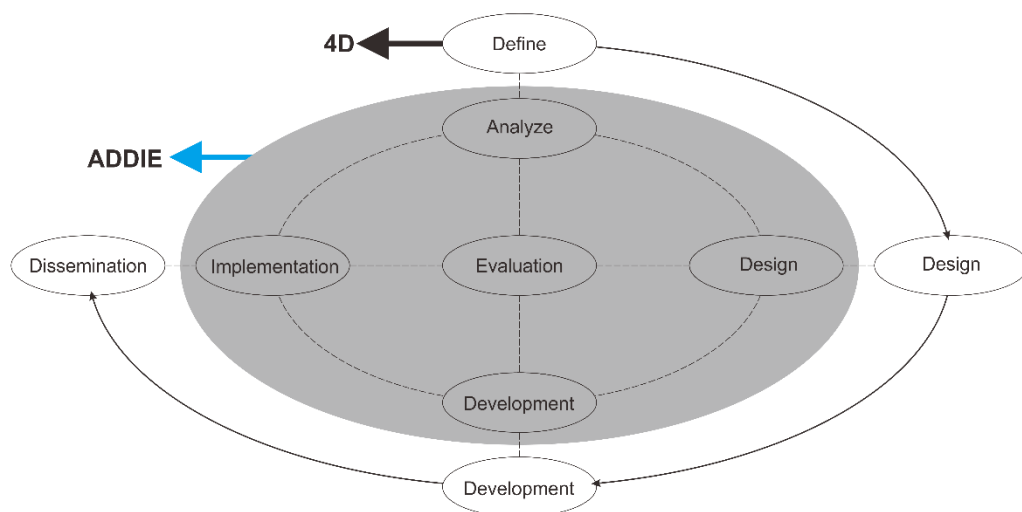 4D
Define
Analyze
ADDIE
Dissemination
Implementation
Evaluation
Design
Design
Development
Development